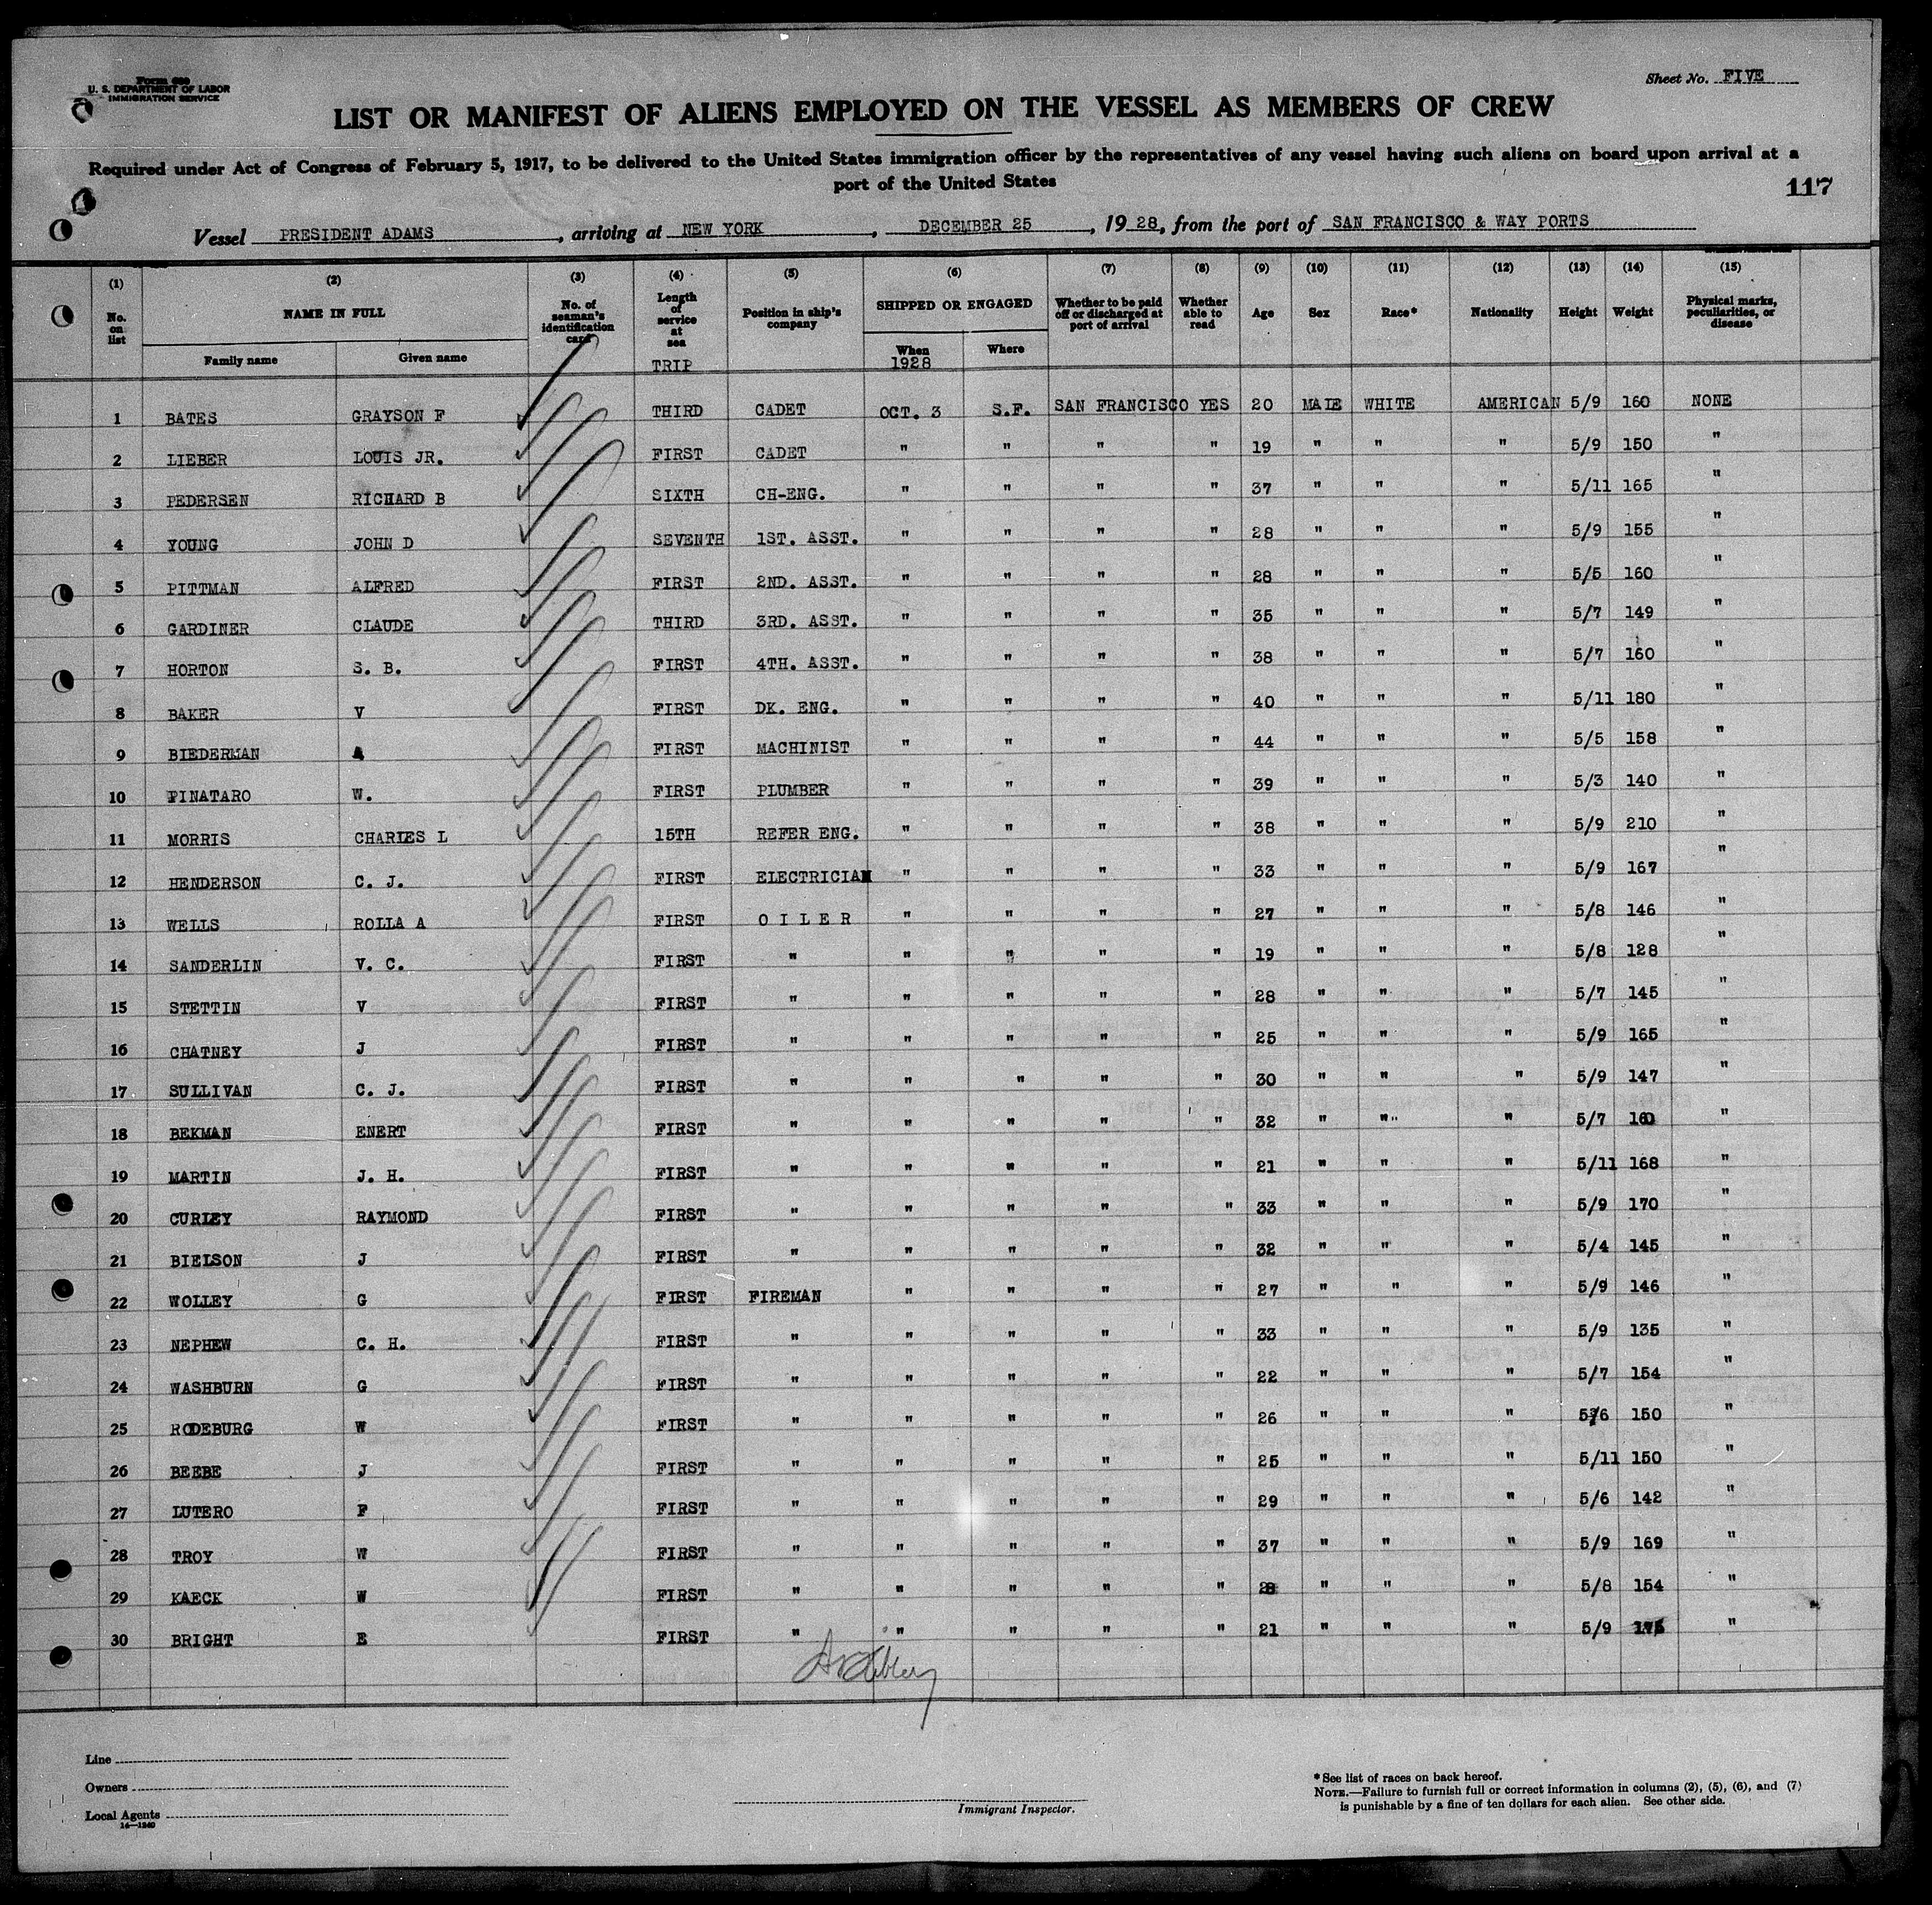 Form 689
U. S. DEPARTMENT OF LABOR
IMMIGRATION SERVICE
Sheet No. FIVE
LIST OR MANIFEST OF ALIENS EMPLOYED ON THE VESSEL AS MEMBERS OF CREW
Required under Act of Congress of February 5, 1917, to be delivered to the United States immigration officer by the representatives of any vessel having such aliens on board upon arrival at a
port of the United States
117
Vessel PRESIDENT ADAMS, arriving at NEW YORK, DECEMBER 25, 1928, from the port of SAN FRANCISCO & WAY PORTS
(1) (2) (3) (4) (5) (6) (7) (8) (9) (10) (11) (12) (13) (14) (15)
No. on list NAME IN FULL Family name Given name No. of seaman's identification card Length of service at sea Position in ship's company SHIPPED OR ENGAGED When Where Whether to be paid off or discharged at port of arrival Whether able to read Age Sex Race* Nationality Height Weight Physical marks, peculiarities, or disease
TRIP 1928
1 BATES GRAYSON F THIRD CADET OCT. 3 S.F. SAN FRANCISCO YES 20 MALE WHITE AMERICAN 5/9 160 NONE
2 LIEBER LOUIS JR. FIRST CADET " " " " 19 " " " 5/9 150 "
3 PEDERSEN RICHARD B SIXTH CH-ENG. " " " " 37 " " " 5/11 165 "
4 YOUNG JOHN D SEVENTH 1ST. ASST. " " " " 28 " " " 5/9 155 "
5 PITTMAN ALFRED FIRST 2ND. ASST. " " " " 28 " " " 5/5 160 "
6 GARDINER CLAUDE THIRD 3RD. ASST. " " " " 35 " " " 5/7 149 "
7 HORTON S. B. FIRST 4TH. ASST. " " " " 38 " " " 5/7 160 "
8 BAKER V FIRST DK. ENG. " " " " 40 " " " 5/11 180 "
9 BIEDERMAN A FIRST MACHINIST " " " " 44 " " " 5/5 158 "
10 PINATARO W. FIRST PLUMBER " " " " 39 " " " 5/3 140 "
11 MORRIS CHARLES L 15TH REFER ENG. " " " " 38 " " " 5/9 210 "
12 HENDERSON C. J. FIRST ELECTRICIAN " " " " 33 " " " 5/9 167 "
13 WELLS ROLLA A FIRST O I L E R " " " " 27 " " " 5/8 146 "
14 SANDERLIN V. C. FIRST " " " " " 19 " " " 5/8 128 "
15 STETTIN V FIRST " " " " " 28 " " " 5/7 145 "
16 CHATNEY J FIRST " " " " " 25 " " " 5/9 165 "
17 SULLIVAN C. J. FIRST " " " " " 30 " " " 5/9 147 "
18 BEKMAN ENERT FIRST " " " " " 32 " " " 5/7 160 "
19 MARTIN J. H. FIRST " " " " " 21 " " " 5/11 168 "
20 CURLEY RAYMOND FIRST " " " " " 33 " " " 5/9 170 "
21 BIELSON J FIRST " " " " " 32 " " " 5/4 145 "
22 WOLLEY G FIRST FIREMAN " " " " 27 " " " 5/9 146 "
23 NEPHEW C. H. FIRST " " " " " 33 " " " 5/9 135 "
24 WASHBURN G FIRST " " " " " 22 " " " 5/7 154 "
25 RODEBURG W FIRST " " " " " 26 " " " 5/6 150 "
26 BEEBE J FIRST " " " " " 25 " " " 5/11 150 "
27 LUTERO F FIRST " " " " " 29 " " " 5/6 142 "
28 TROY W FIRST " " " " " 37 " " " 5/9 169 "
29 KAECK W FIRST " " " " " " " " 5/8 154 "
30 BRIGHT E FIRST " " " " " 21 " " " 5/9 "
Line
Owners
Local Agents
14—1240
Immigrant Inspector.
* See list of races on back hereof.
NOTE.—Failure to furnish full or correct information in columns (2), (5), (6), and (7)
is punishable by a fine of ten dollars for each alien. See other side.